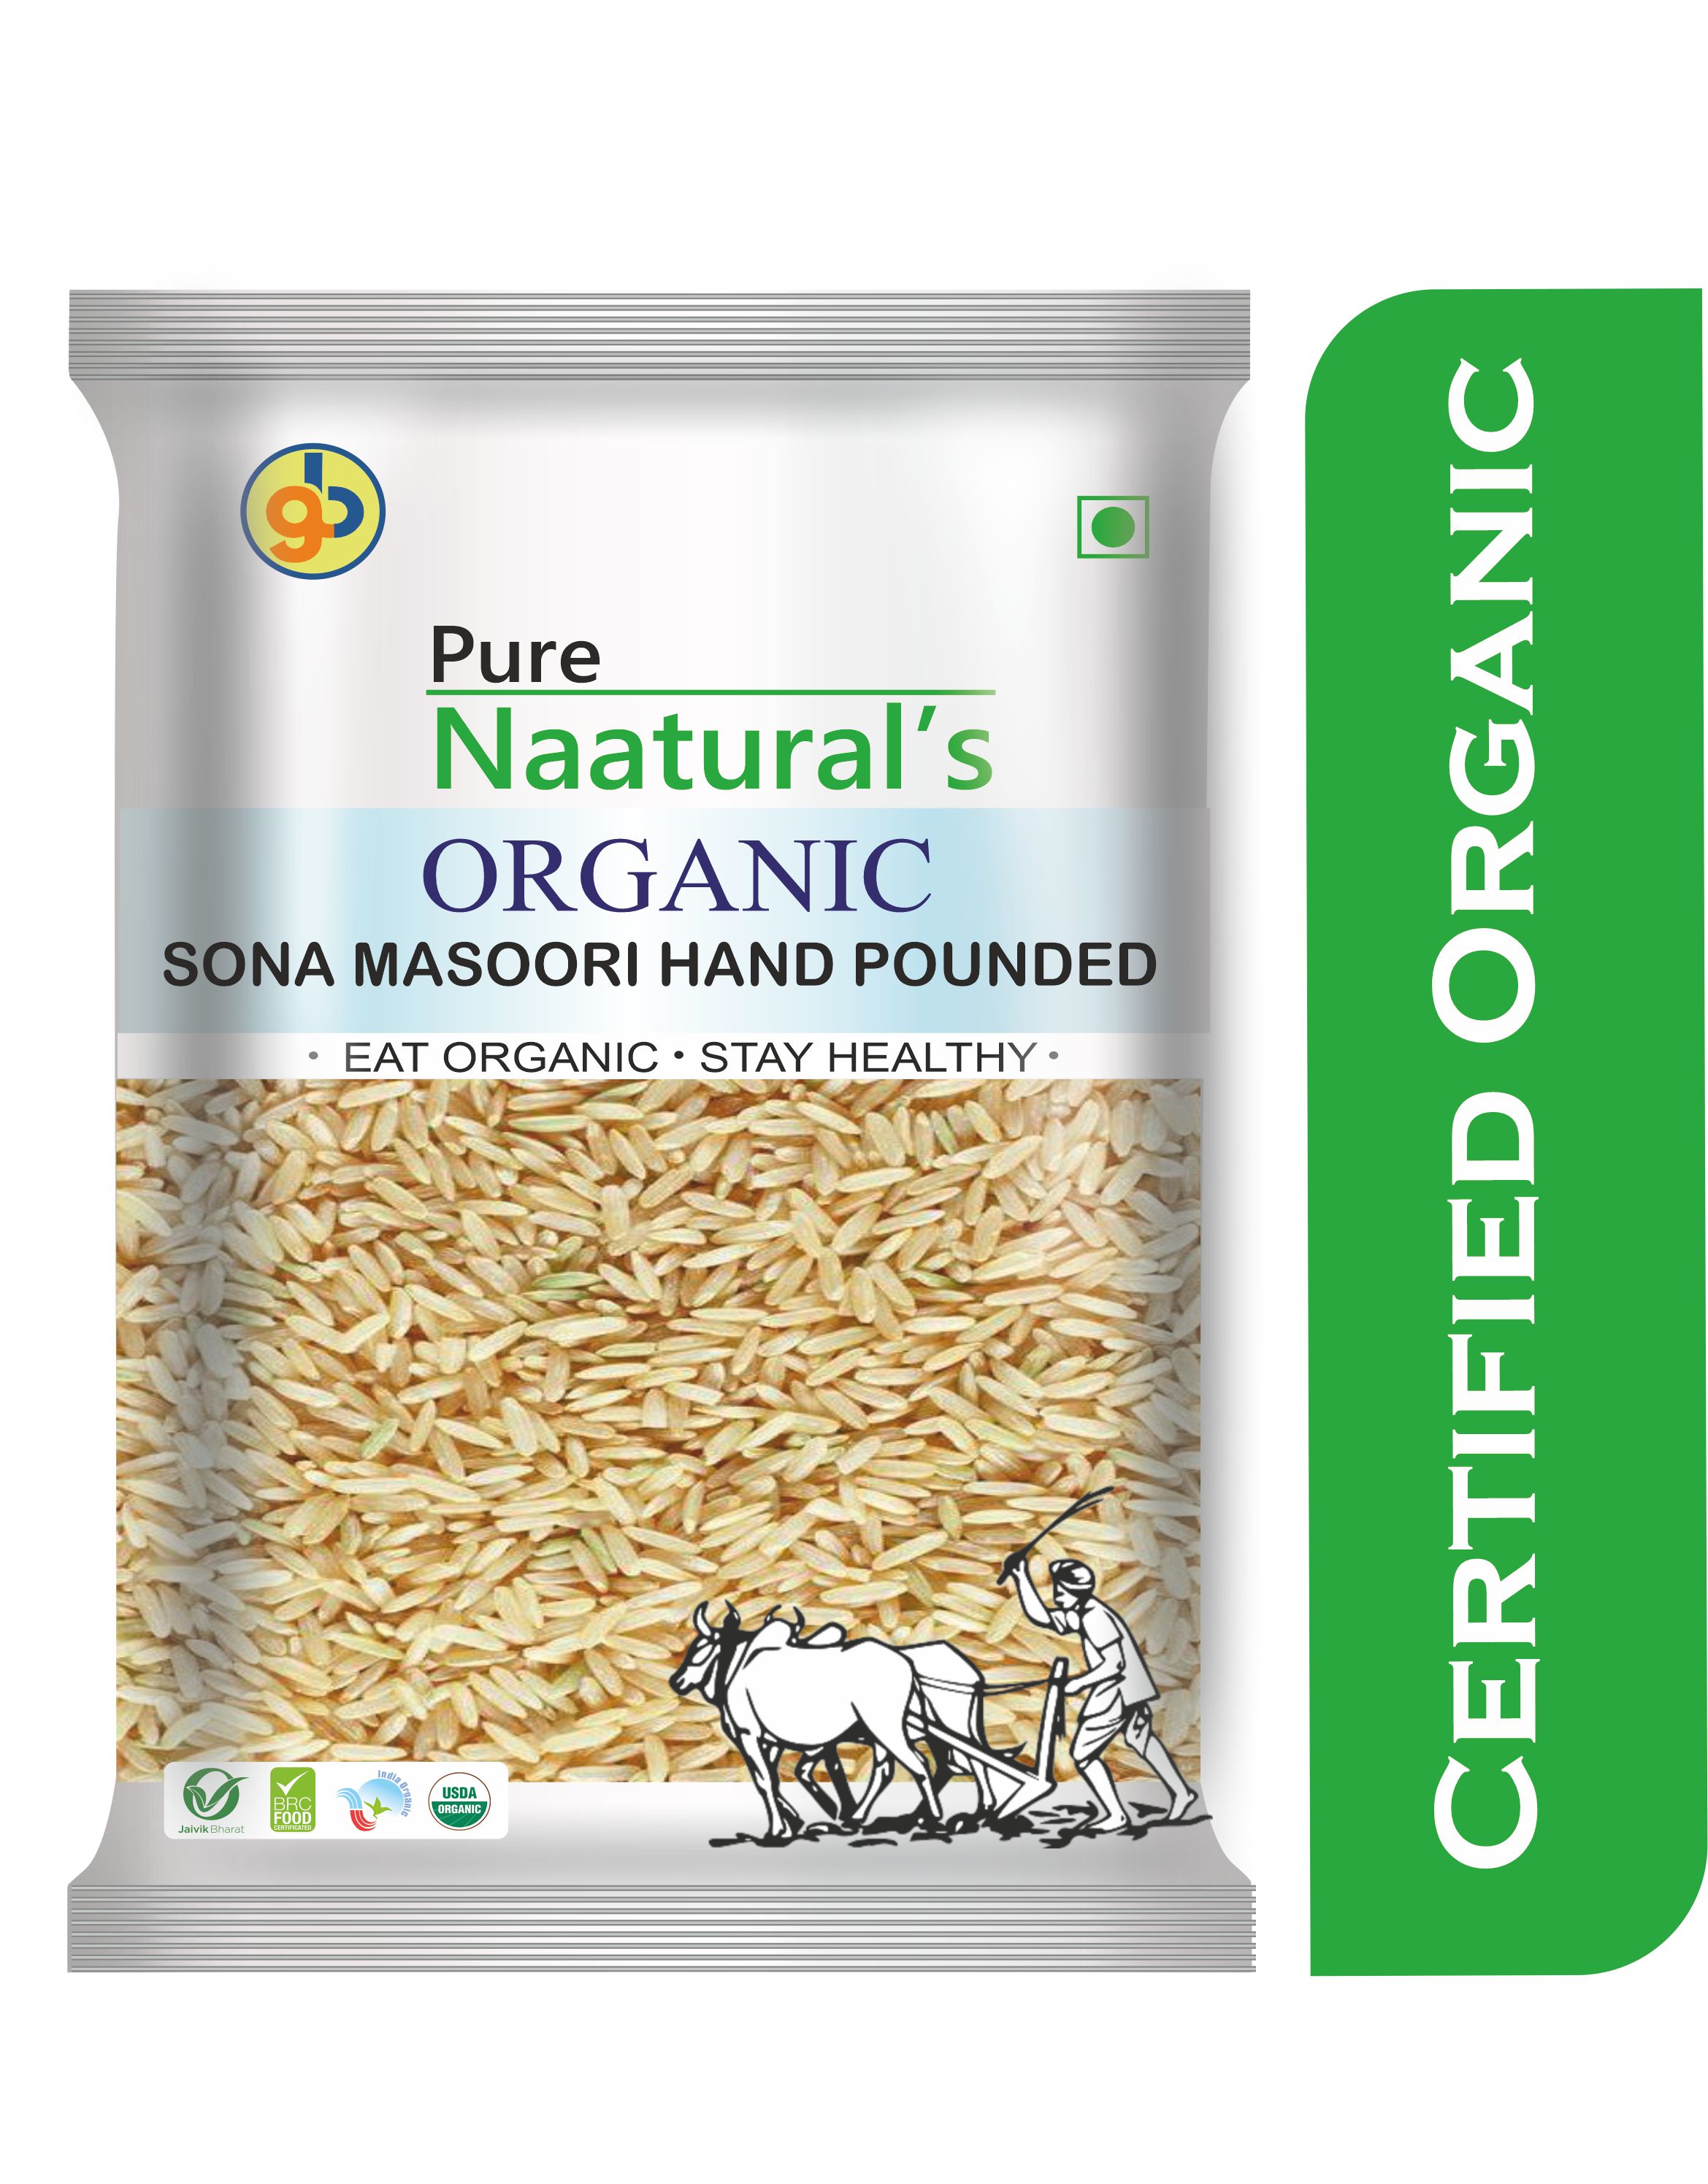 gb
Pure
Naatural's
ORGANIC
SONA MASOORI HAND POUNDED
• EAT ORGANIC • STAY HEALTHY •
Jaivik Bharat
BRC
FOOD
CERTIFICATED
India Organic
USDA
ORGANIC
CERTIFIED ORGANIC